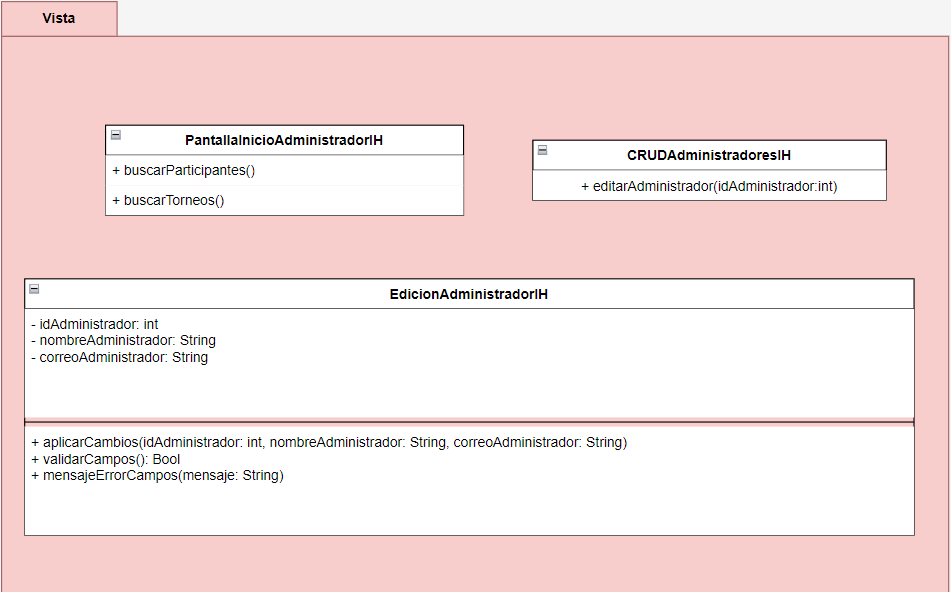 Vista
PantallaInicioAdministradorIH
+ buscarParticipantes()
+ buscarTorneos()
CRUDAdministradoresIH
+ editarAdministrador(idAdministrador:int)
EdicionAdministradorIH
- idAdministrador: int
- nombreAdministrador: String
- correoAdministrador: String
+ aplicarCambios(idAdministrador: int, nombreAdministrador: String, correoAdministrador: String)
+ validarCampos(): Bool
+ mensajeErrorCampos(mensaje: String)